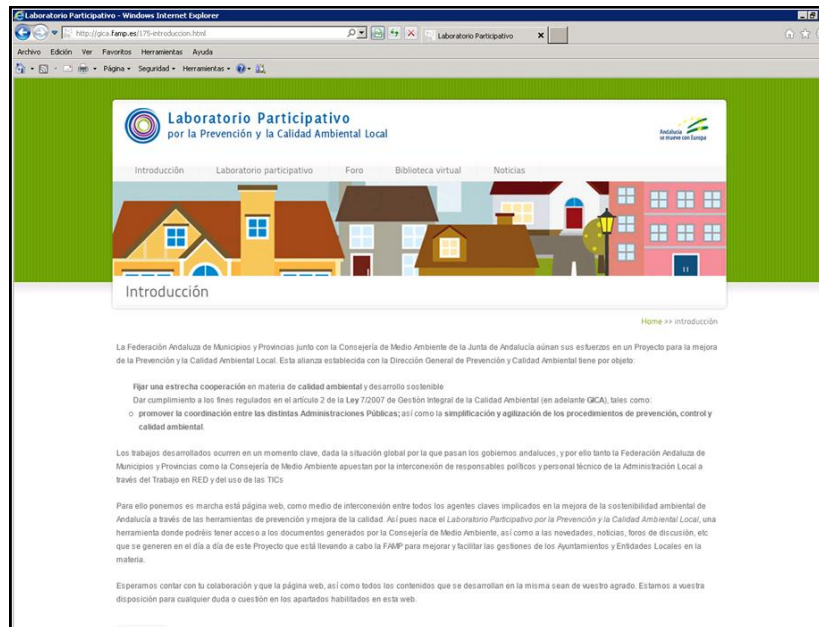 Laboratorio Participativo - Windows Internet Explorer
http://gica.famp.es/175-introduccion.html
Laboratorio Participativo
Archivo Edición Ver Favoritos Herramientas Ayuda
Página Seguridad Herramientas
Laboratorio Participativo
por la Prevención y la Calidad Ambiental Local
Andalucía
se mueve con Europa
Introducción Laboratorio participativo Foro Biblioteca virtual Noticias
11
Introducción
Home >> introducción
La Federación Andaluza de Municipios y Provincias junto con la Consejería de Medio Ambiente de la Junta de Andalucía aúnan sus esfuerzos en un Proyecto para la mejora
de la Prevención y la Calidad Ambiental Local. Esta alianza establecida con la Dirección General de Prevención y Calidad Ambiental tiene por objeto:
Fijar una estrecha cooperación en materia de calidad ambiental y desarrollo sostenible
Dar cumplimiento a los fines regulados en el artículo 2 de la Ley 7/2007 de Gestión Integral de la Calidad Ambiental (en adelante GICA), tales como:
promover la coordinación entre las distintas Administraciones Públicas; así como la simplificación y agilización de los procedimientos de prevención, control y
calidad ambiental.
Los trabajos desarrollados ocurren en un momento clave, dada la situación global por la que pasan los gobiernos andaluces, y por ello tanto la Federación Andaluza de
Municipios y Provincias como la Consejería de Medio Ambiente apuestan por la interconexión de responsables políticos y personal técnico de la Administración Local a
través del Trabajo en RED y del uso de las TICs
Para ello ponemos es marcha está página web, como medio de interconexión entre todos los agentes claves implicados en la mejora de la sostenibilidad ambiental de
Andalucía a través de las herramientas de prevención y mejora de la calidad. Así pues nace el Laboratorio Participativo por la Prevención y la Calidad Ambiental Local, una
herramienta donde podréis tener acceso a los documentos generados por la Consejería de Medio Ambiente, así como a las novedades, noticias, foros de discusión, etc
que se generen en el día a día de este Proyecto que está llevando a cabo la FAMP para mejorar y facilitar las gestiones de los Ayuntamientos y Entidades Locales en la
materia.
Esperamos contar con tu colaboración y que la página web, así como todos los contenidos que se desarrollan en la misma sean de vuestro agrado. Estamos a vuestra
disposición para cualquier duda o cuestión en los apartados habilitados en esta web.